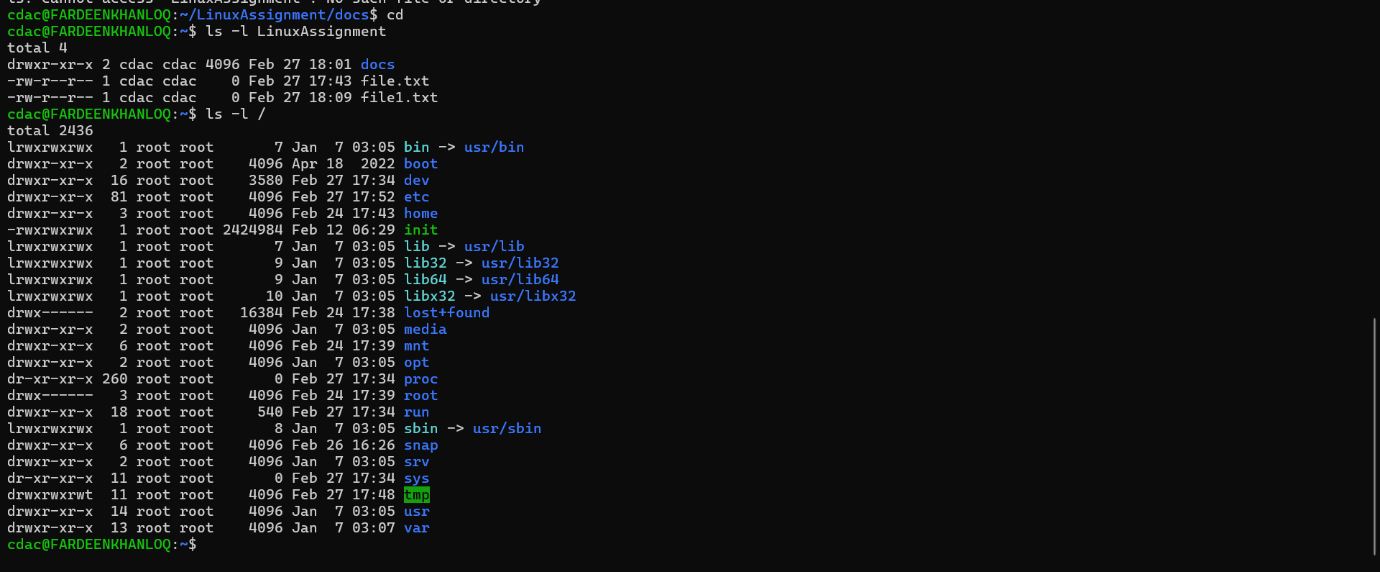 ls: cannot access 'LinuxAssignment': No such file or directory
cdac@FARDEENKHANLOQ:~/LinuxAssignment/docs$ cd
cdac@FARDEENKHANLOQ:~$ ls -l LinuxAssignment
total 4
drwxr-xr-x 2 cdac cdac 4096 Feb 27 18:01 docs
-rw-r--r-- 1 cdac cdac    0 Feb 27 17:43 file.txt
-rw-r--r-- 1 cdac cdac    0 Feb 27 18:09 file1.txt
cdac@FARDEENKHANLOQ:~$ ls -l /
total 2436
lrwxrwxrwx   1 root root       7 Jan  7 03:05 bin -> usr/bin
drwxr-xr-x   2 root root    4096 Apr 18  2022 boot
drwxr-xr-x  16 root root    3580 Feb 27 17:34 dev
drwxr-xr-x  81 root root    4096 Feb 27 17:52 etc
drwxr-xr-x   3 root root    4096 Feb 24 17:43 home
-rwxrwxrwx   1 root root 2424984 Feb 12 06:29 init
lrwxrwxrwx   1 root root       7 Jan  7 03:05 lib -> usr/lib
lrwxrwxrwx   1 root root       9 Jan  7 03:05 lib32 -> usr/lib32
lrwxrwxrwx   1 root root       9 Jan  7 03:05 lib64 -> usr/lib64
lrwxrwxrwx   1 root root      10 Jan  7 03:05 libx32 -> usr/libx32
drwx------   2 root root   16384 Feb 24 17:38 lost+found
drwxr-xr-x   2 root root    4096 Jan  7 03:05 media
drwxr-xr-x   6 root root    4096 Feb 24 17:39 mnt
drwxr-xr-x   2 root root    4096 Jan  7 03:05 opt
dr-xr-xr-x 260 root root       0 Feb 27 17:34 proc
drwx------   3 root root    4096 Feb 24 17:39 root
drwxr-xr-x  18 root root     540 Feb 27 17:34 run
lrwxrwxrwx   1 root root       8 Jan  7 03:05 sbin -> usr/sbin
drwxr-xr-x   6 root root    4096 Feb 26 16:26 snap
drwxr-xr-x   2 root root    4096 Jan  7 03:05 srv
dr-xr-xr-x  11 root root       0 Feb 27 17:34 sys
drwxrwxrwt  11 root root    4096 Feb 27 17:48 tmp
drwxr-xr-x  14 root root    4096 Jan  7 03:05 usr
drwxr-xr-x  13 root root    4096 Jan  7 03:07 var
cdac@FARDEENKHANLOQ:~$